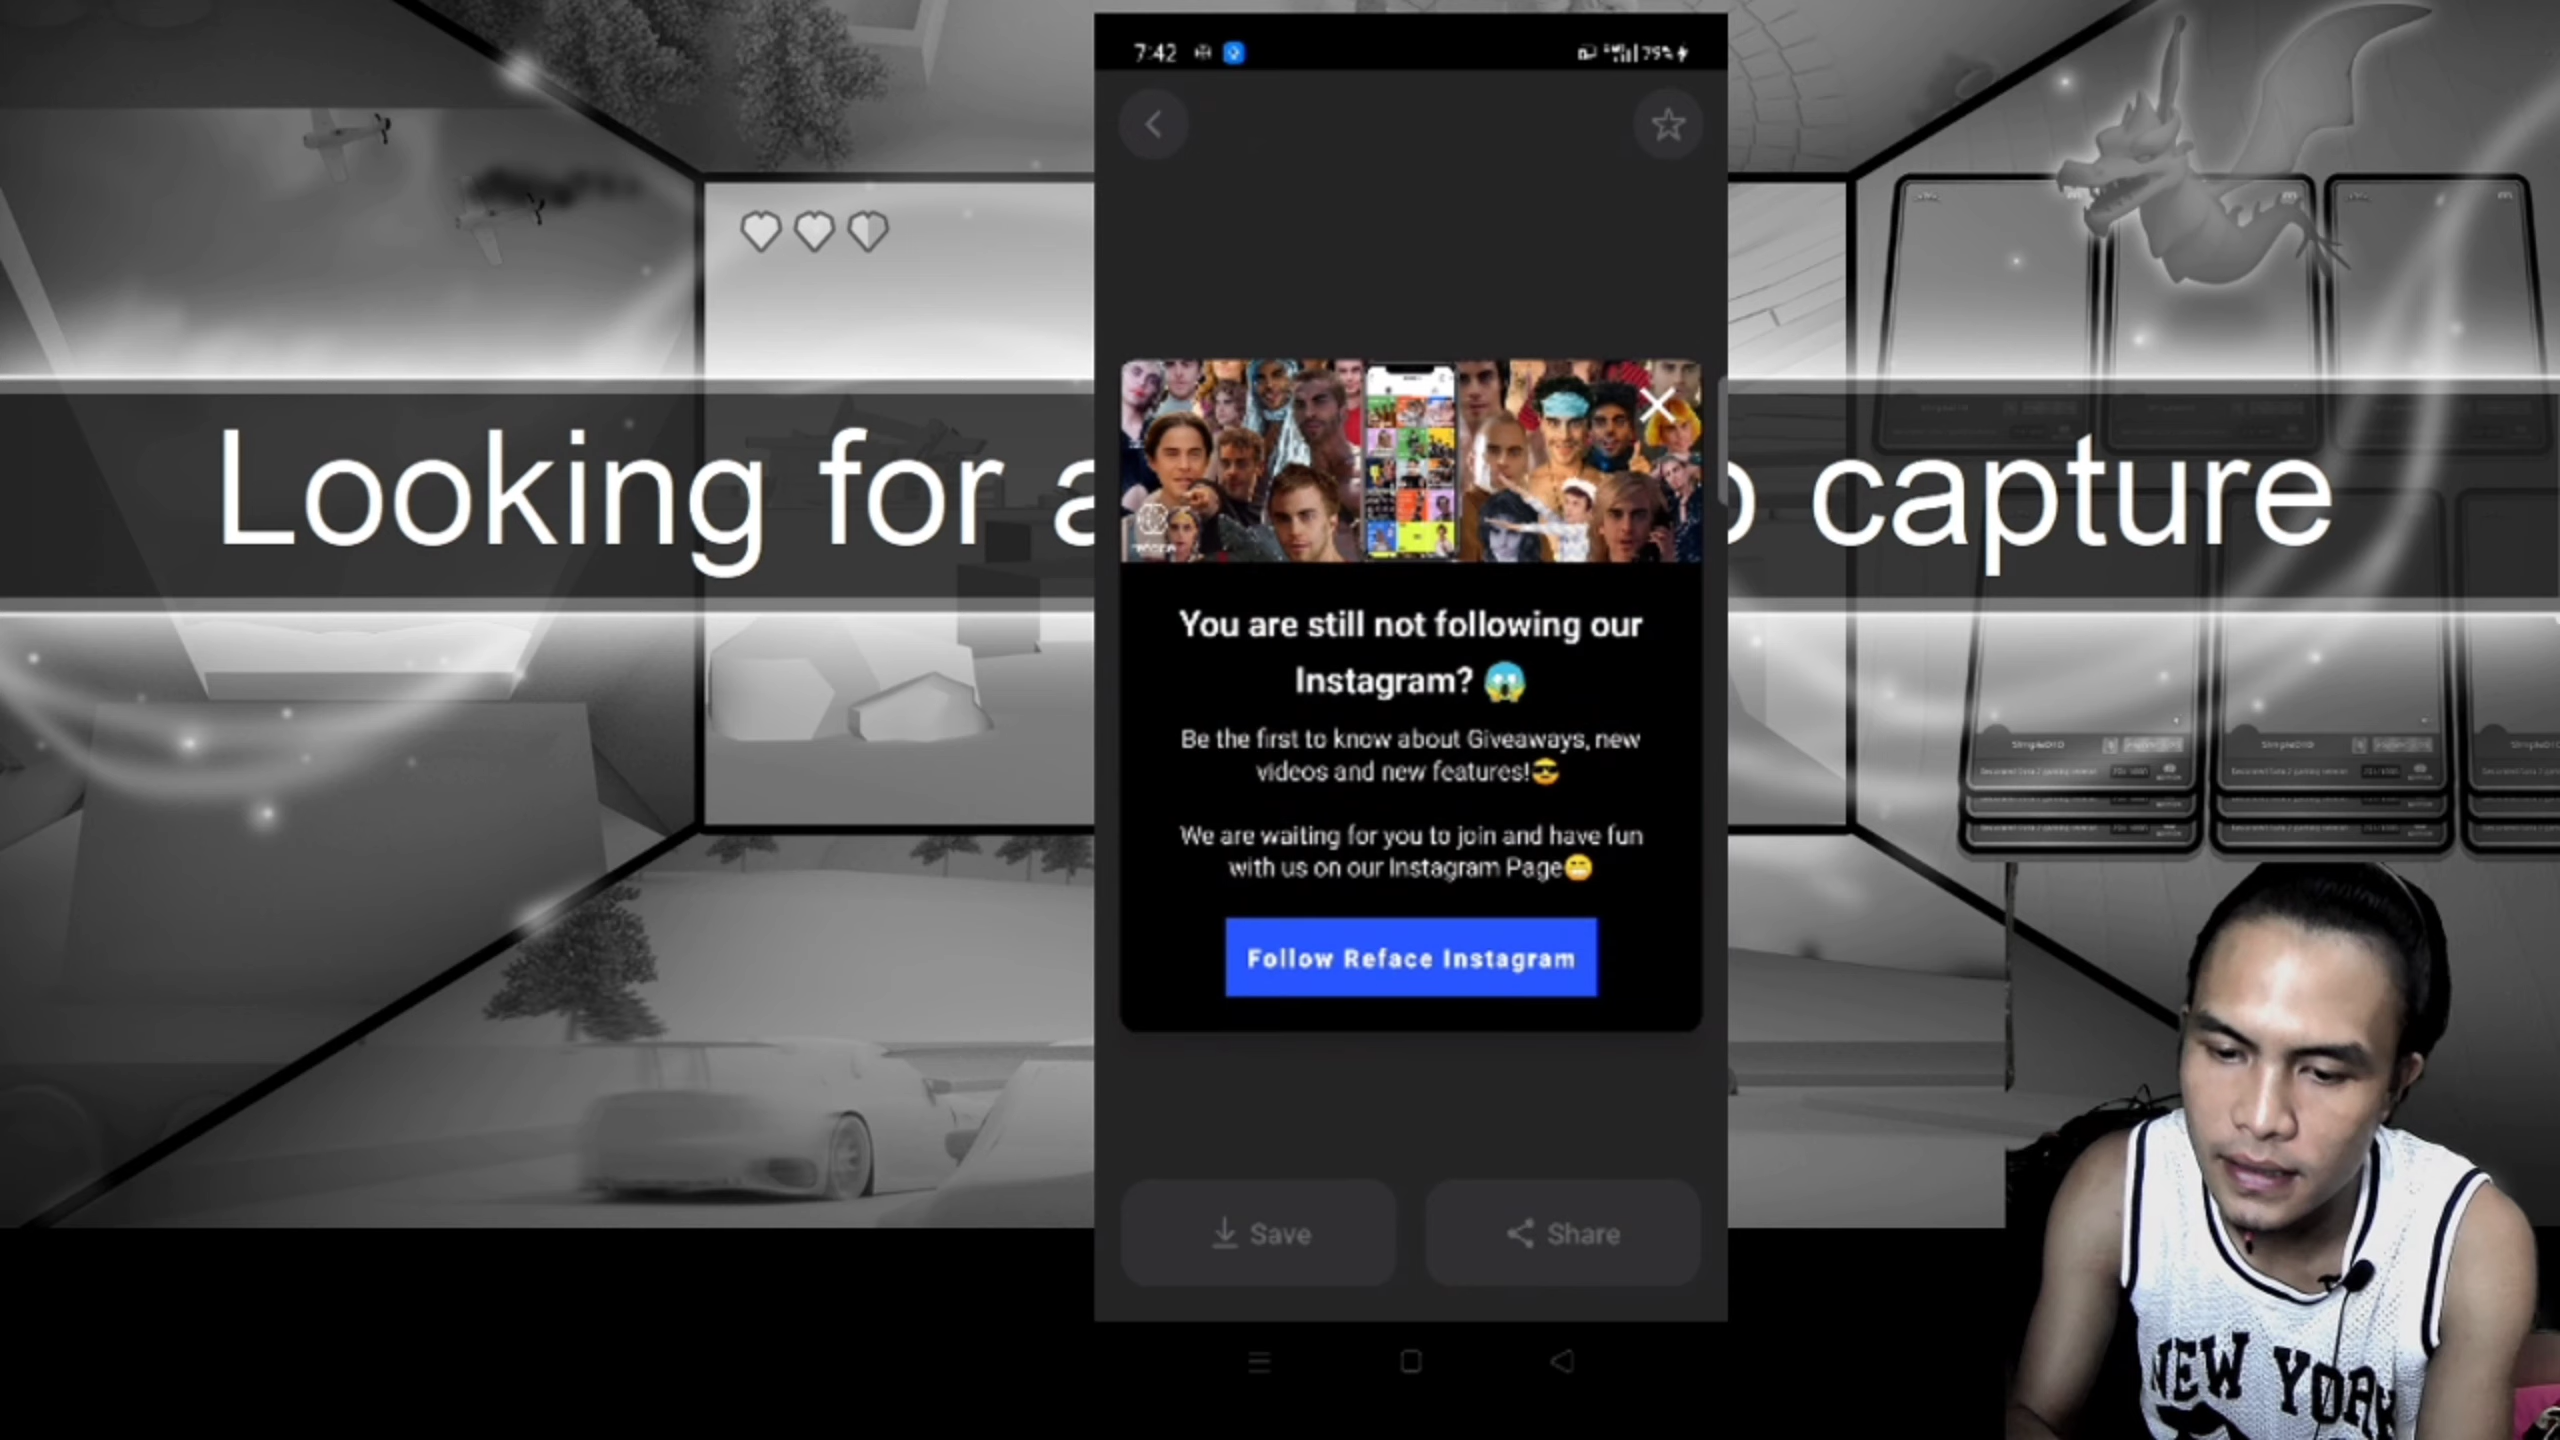 7:42
79%
Looking for a
o capture
You are still not following our
Instagram? 😱
Be the first to know about Giveaways, new
videos and new features!😎
We are waiting for you to join and have fun
with us on our Instagram Page😁
Follow Reface Instagram
Save
Share
NEW YORK